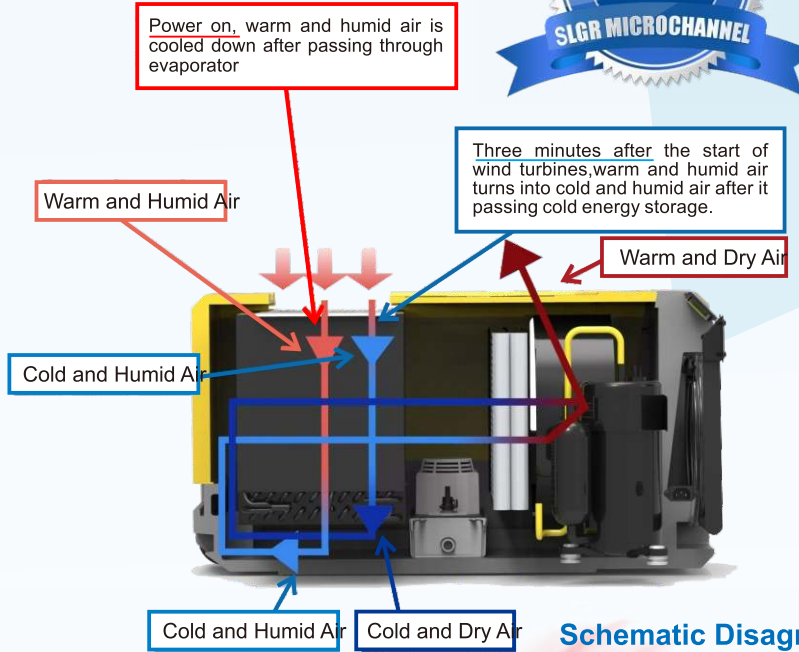 SLGR MICROCHANNEL
Power on, warm and humid air is
cooled down after passing through
evaporator
Three minutes after the start of
wind turbines,warm and humid air
turns into cold and humid air after it
passing cold energy storage.
Warm and Humid Air
Warm and Dry Air
Cold and Humid Air
Cold and Humid Air
Cold and Dry Air
Schematic Disagr